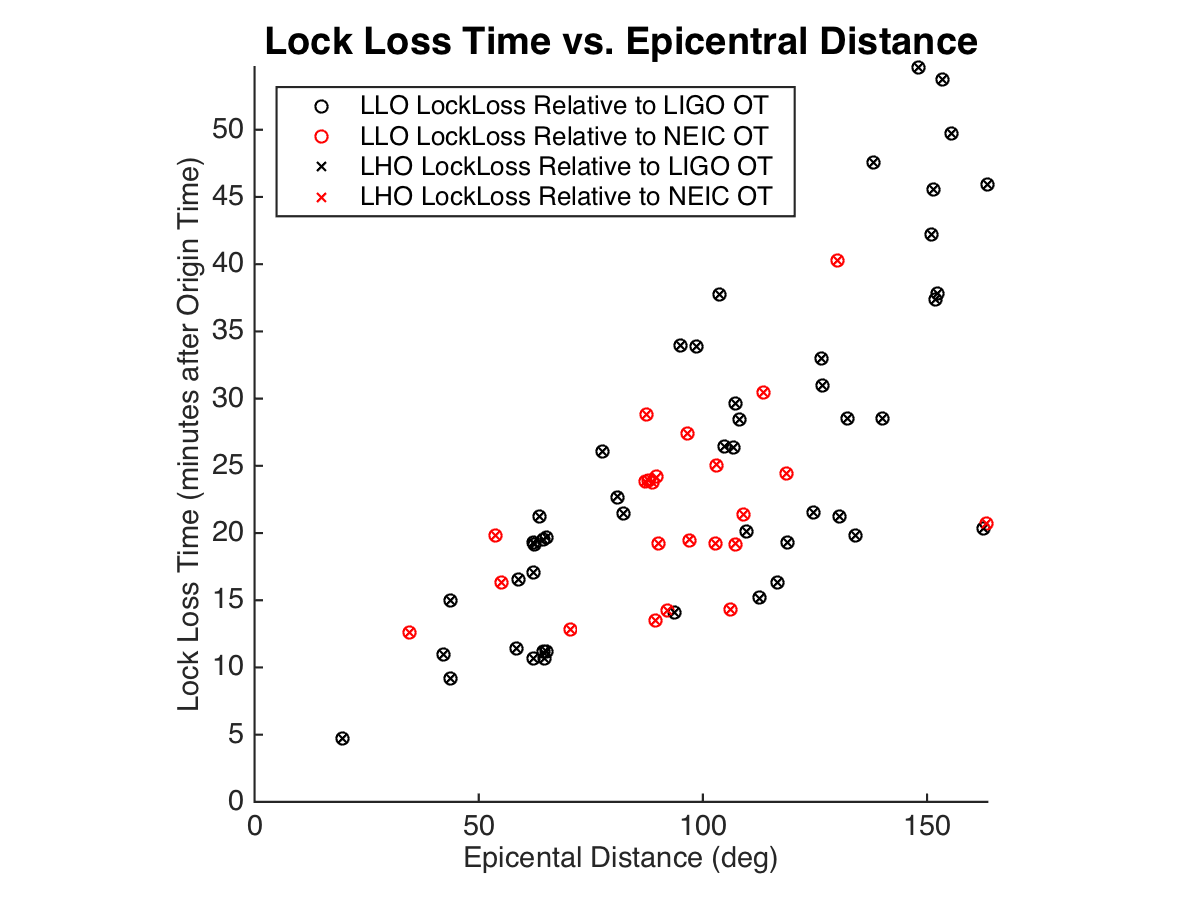 Lock Loss Time vs. Epicentral Distance
LLO LockLoss Relative to LIGO OT
LLO LockLoss Relative to NEIC OT
LHO LockLoss Relative to LIGO OT
LHO LockLoss Relative to NEIC OT
Lock Loss Time (minutes after Origin Time)
50
45
40
35
30
25
20
15
10
5
0
0 50 100 150
Epicental Distance (deg)